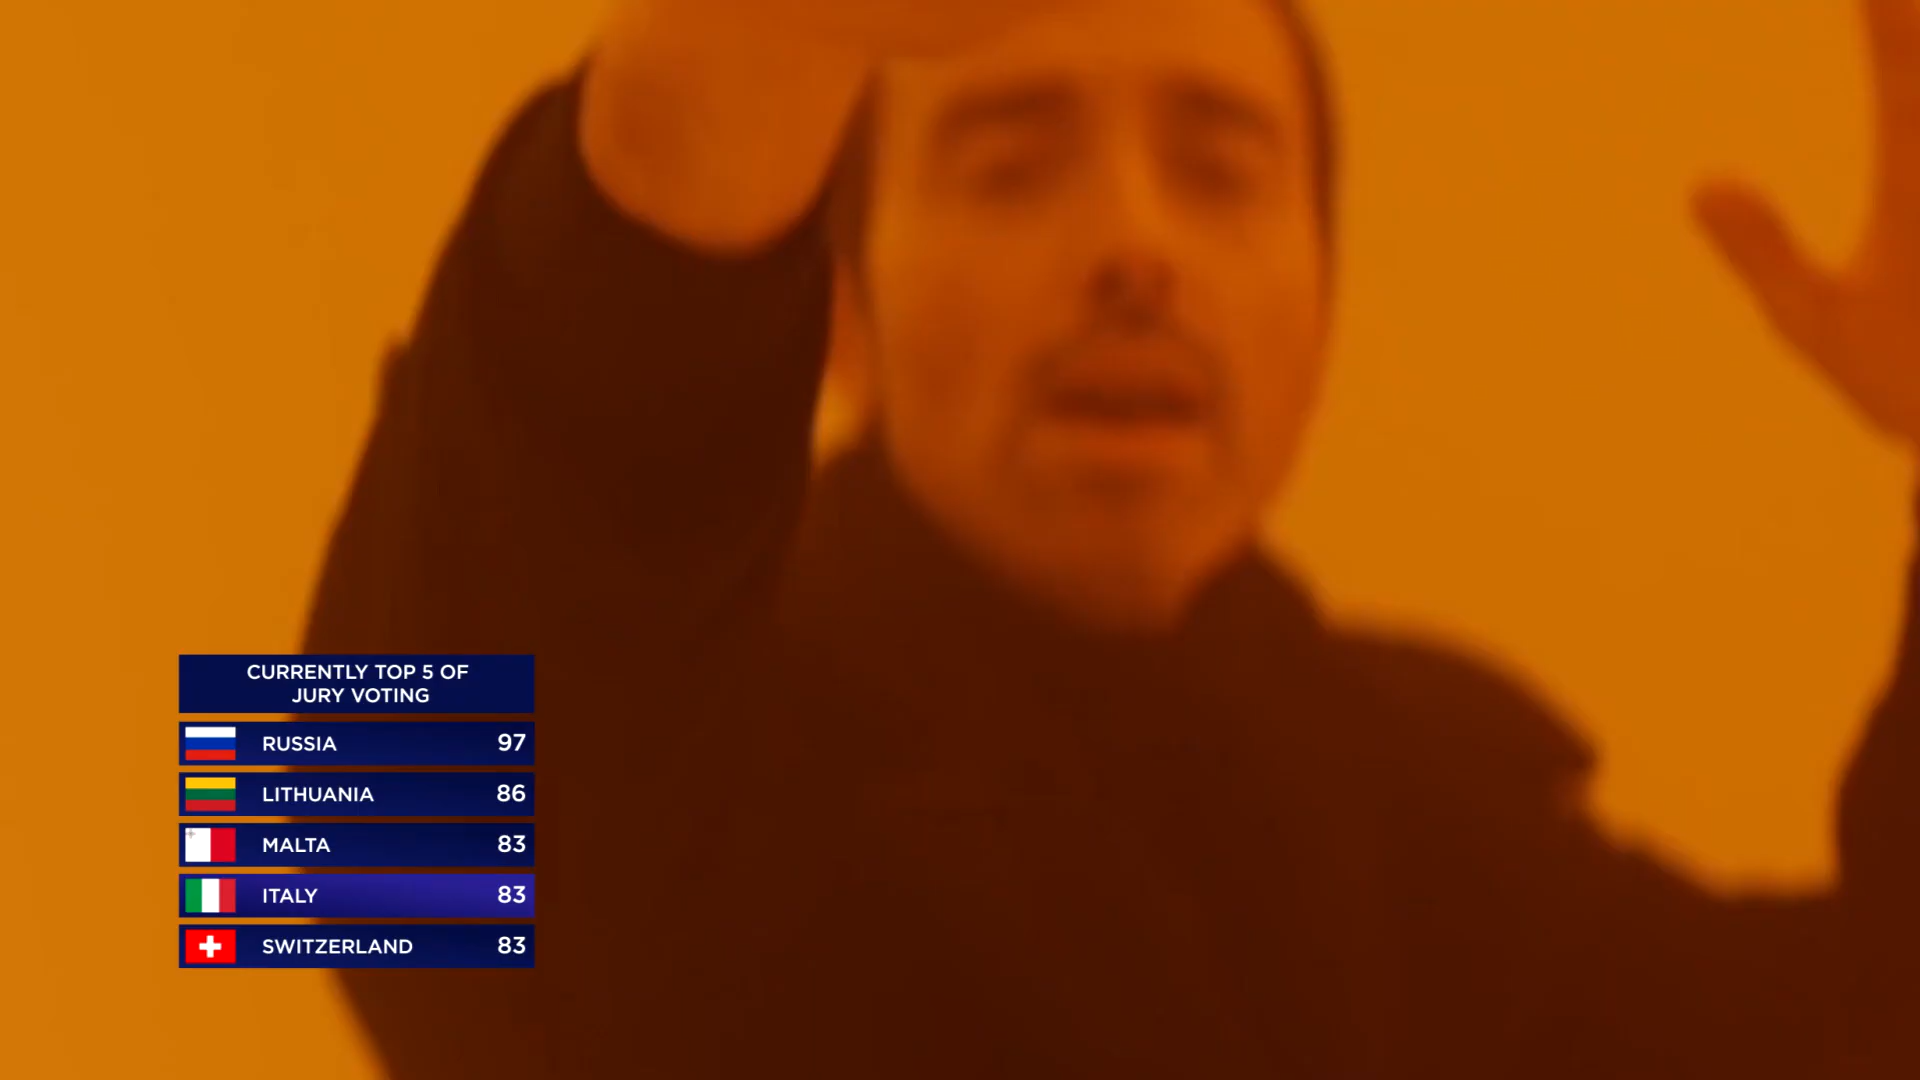 CURRENTLY TOP 5 OF
JURY VOTING
RUSSIA 97
LITHUANIA 86
MALTA 83
ITALY 83
SWITZERLAND 83